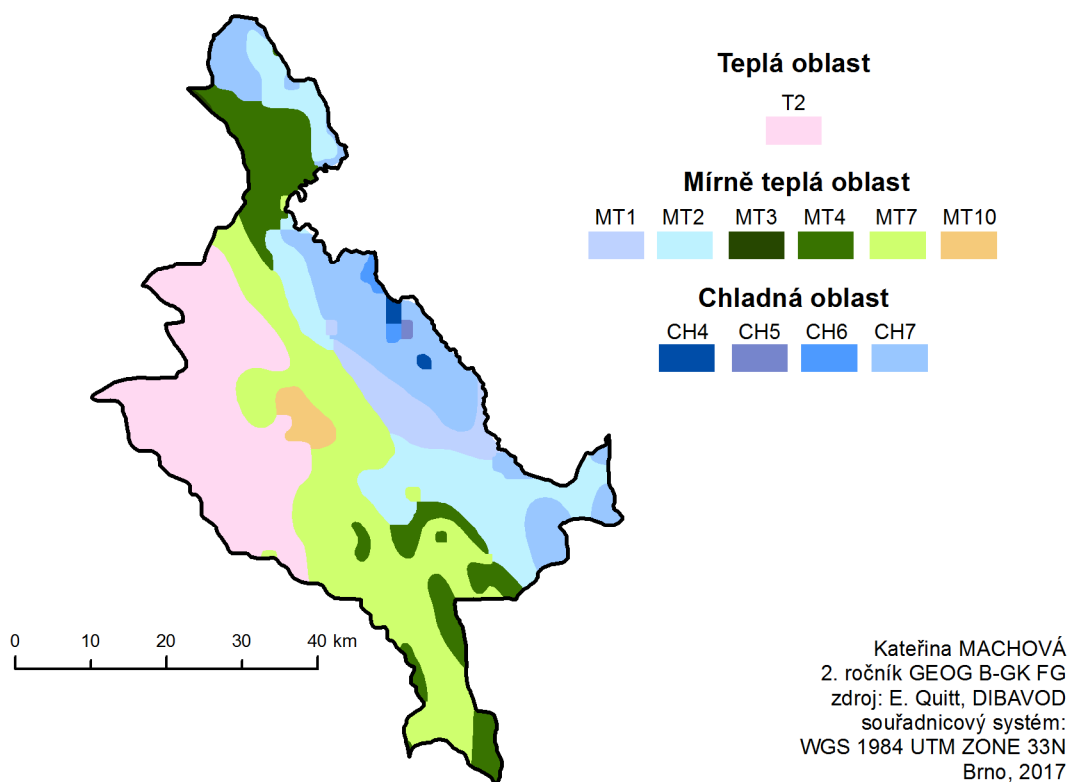 Teplá oblast
T2
Mírně teplá oblast
MT1 MT2 MT3 MT4 MT7 MT10
Chladná oblast
CH4 CH5 CH6 CH7
0 10 20 30 40 km
Kateřina MACHOVÁ
2. ročník GEOG B-GK FG
zdroj: E. Quitt, DIBAVOD
souřadnicový systém:
WGS 1984 UTM ZONE 33N
Brno, 2017